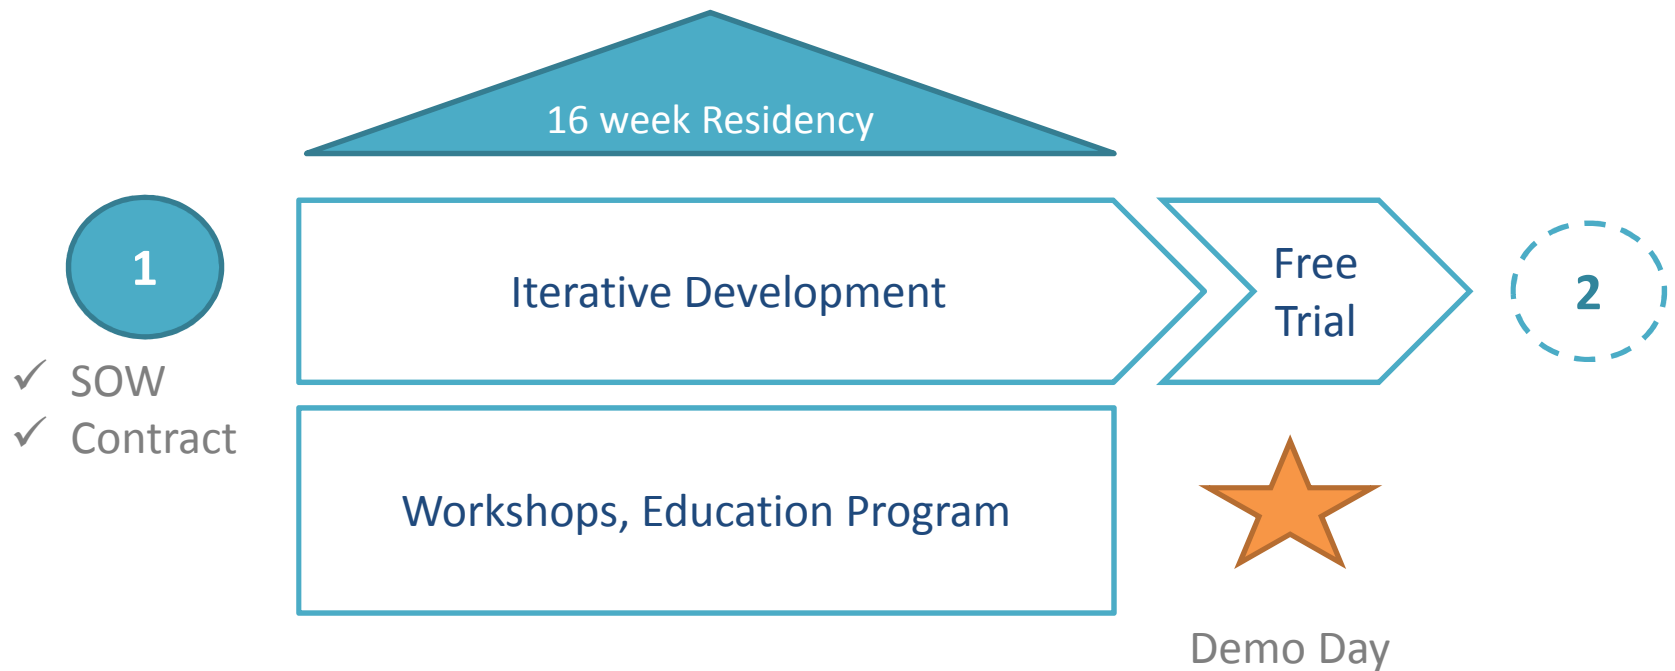 16 week Residency
1
Iterative Development
Free
Trial
2
✓ SOW
✓ Contract
Workshops, Education Program
Demo Day